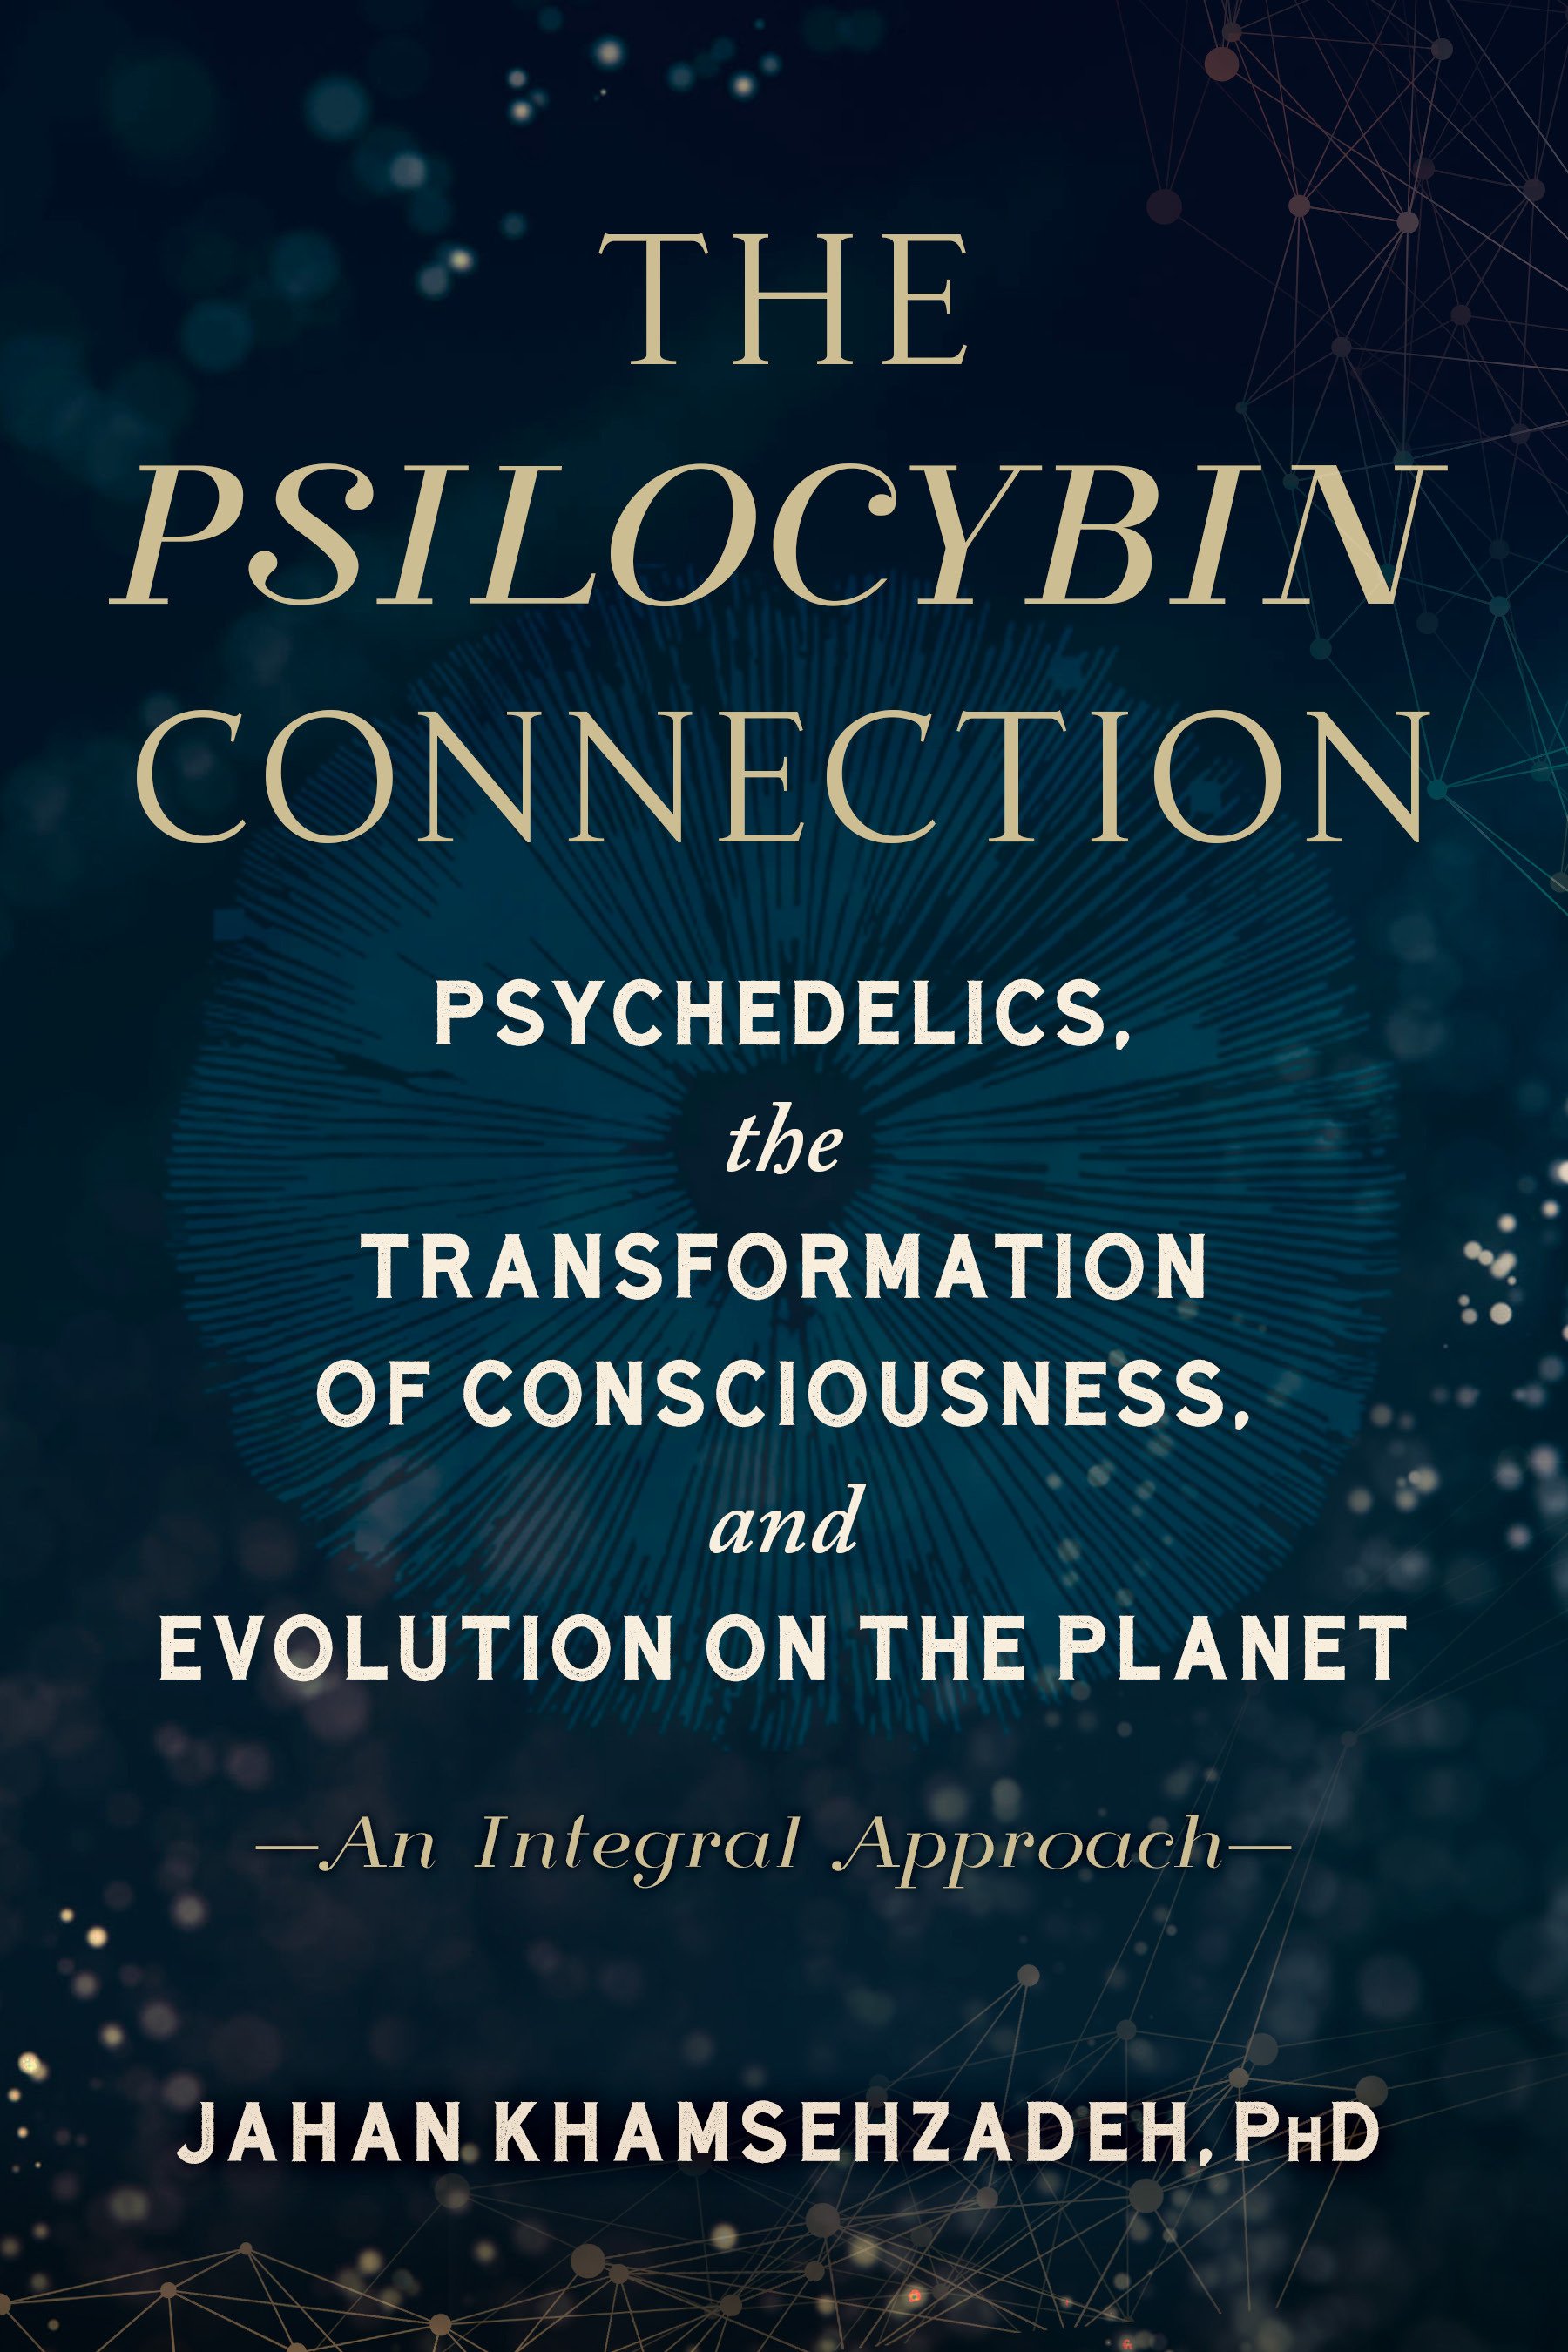 THE
PSILOCYBIN
CONNECTION
PSYCHEDELICS,
the
TRANSFORMATION
OF CONSCIOUSNESS,
and
EVOLUTION ON THE PLANET
—An Integral Approach—
JAHAN KHAMSEHZADEH, PHD